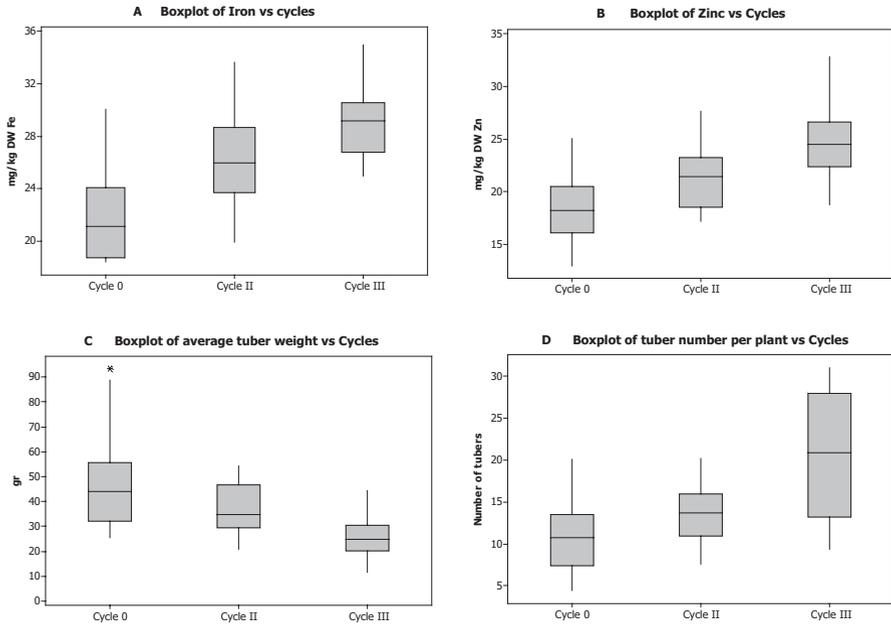 A Boxplot of Iron vs cycles
mg/kg DW Fe
36
32
28
24
20
Cycle 0 Cycle II Cycle III
B Boxplot of Zinc vs Cycles
mg/kg DW Zn
35
30
25
20
15
Cycle 0 Cycle II Cycle III
C Boxplot of average tuber weight vs Cycles
gr
90
80
70
60
50
40
30
20
10
0
Cycle 0 Cycle II Cycle III
D Boxplot of tuber number per plant vs Cycles
Number of tubers
30
25
20
15
10
5
Cycle 0 Cycle II Cycle III